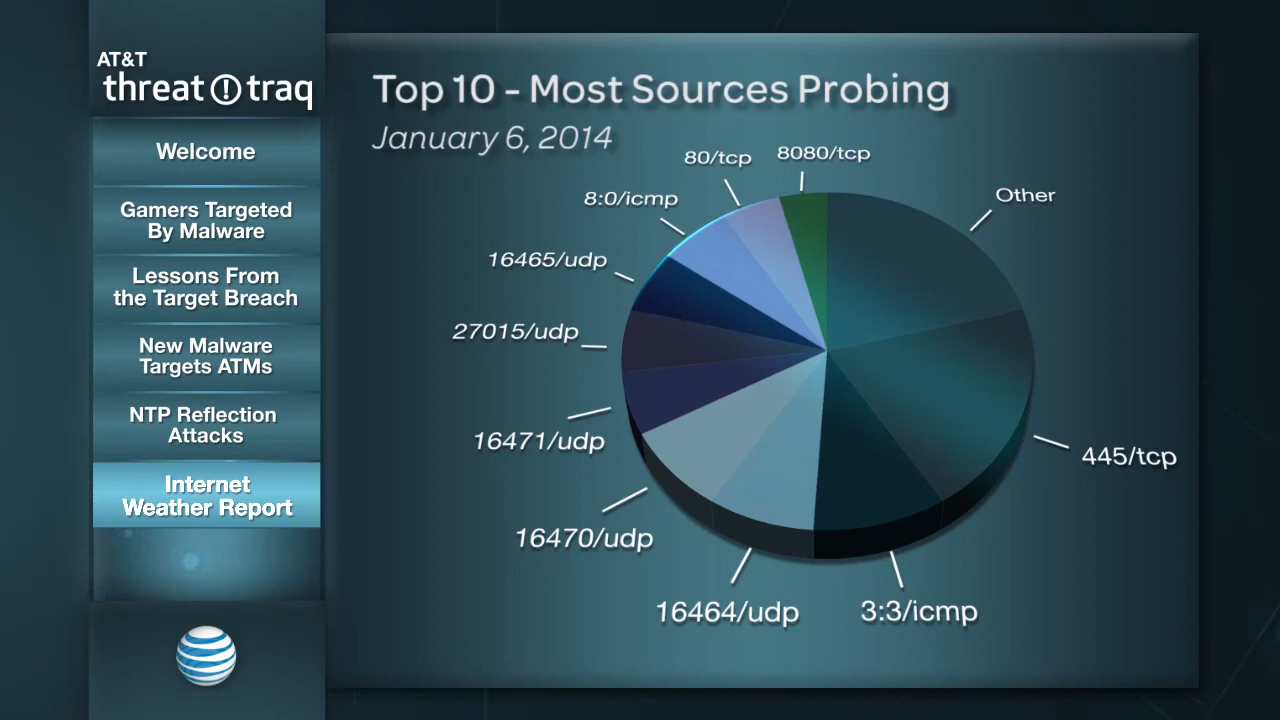 AT&T
threat traq
Welcome
Gamers Targeted
By Malware
Lessons From
the Target Breach
New Malware
Targets ATMs
NTP Reflection
Attacks
Internet
Weather Report
Top 10 - Most Sources Probing
January 6, 2014
80/tcp
8080/tcp
8:0/icmp
Other
16465/udp
27015/udp
16471/udp
445/tcp
16470/udp
16464/udp
3:3/icmp